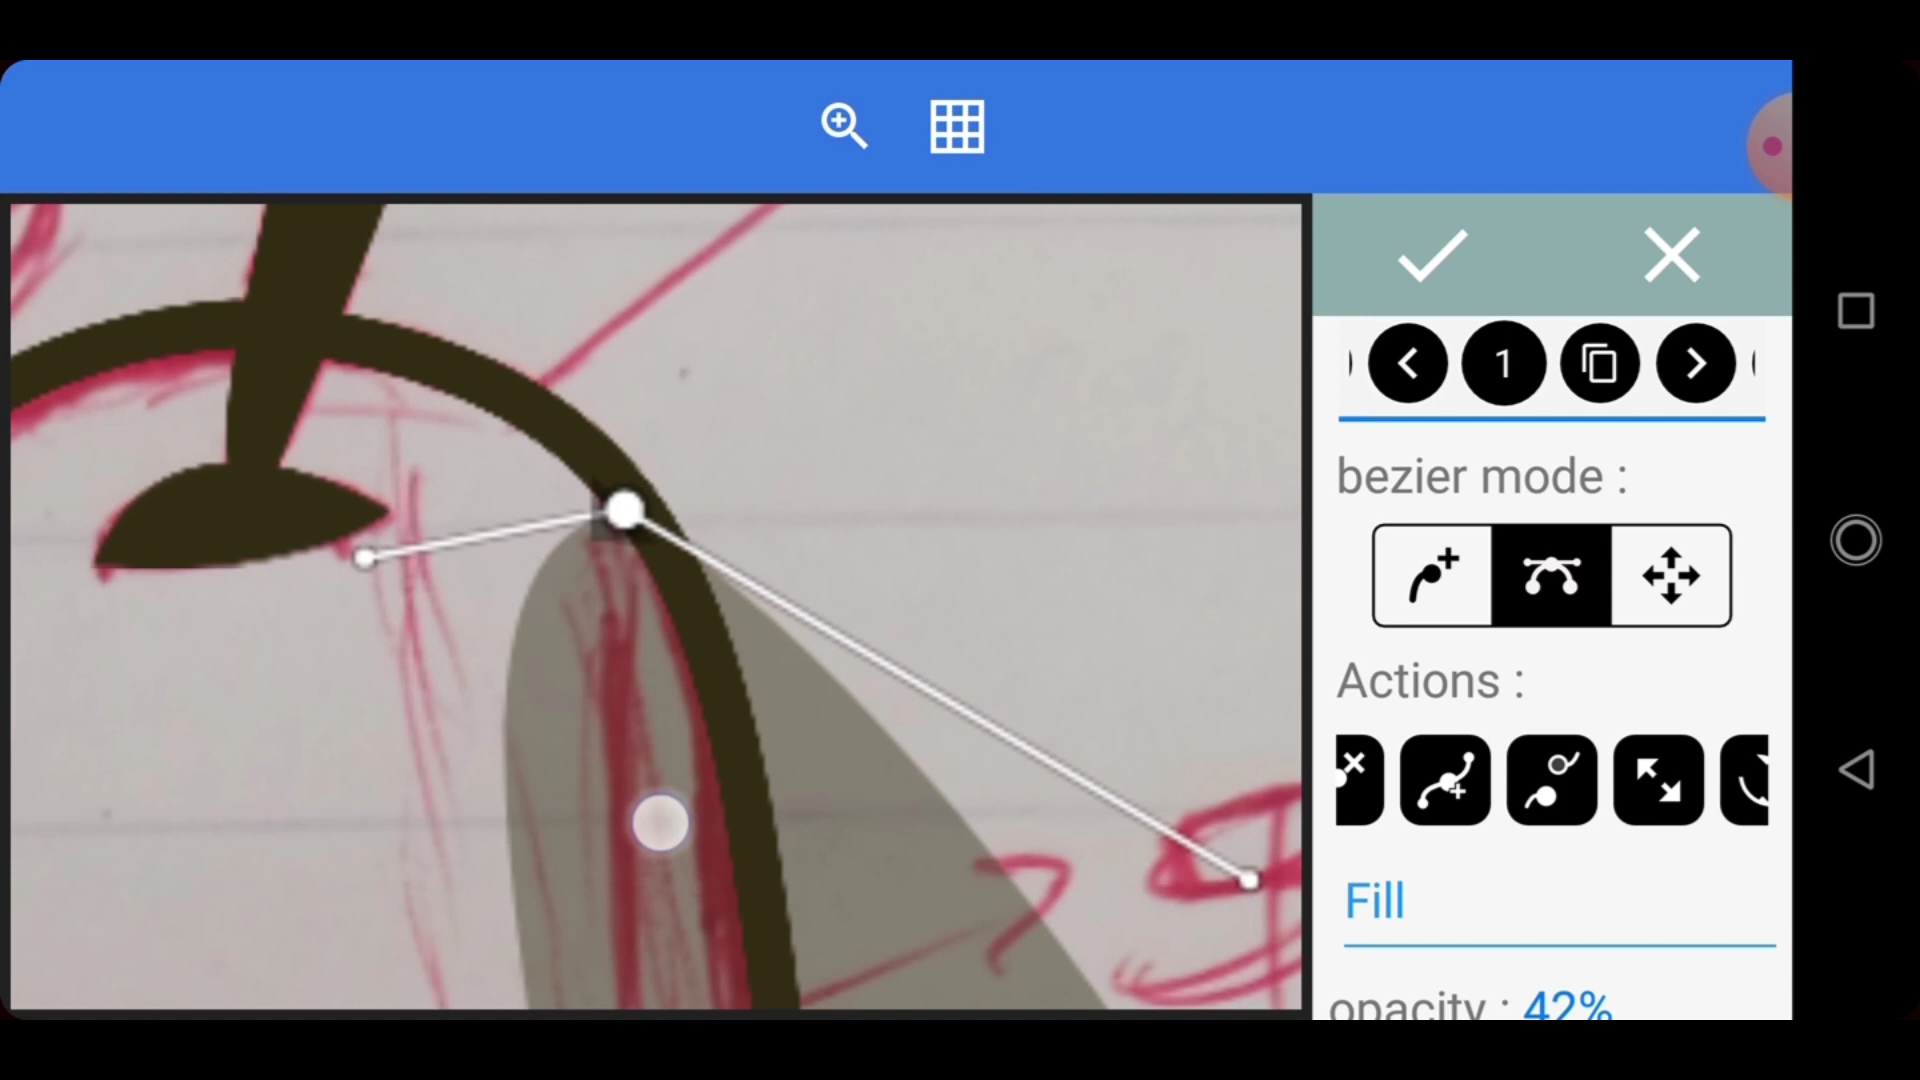 1
bezier mode :
Actions :
Fill
opacity : 42%